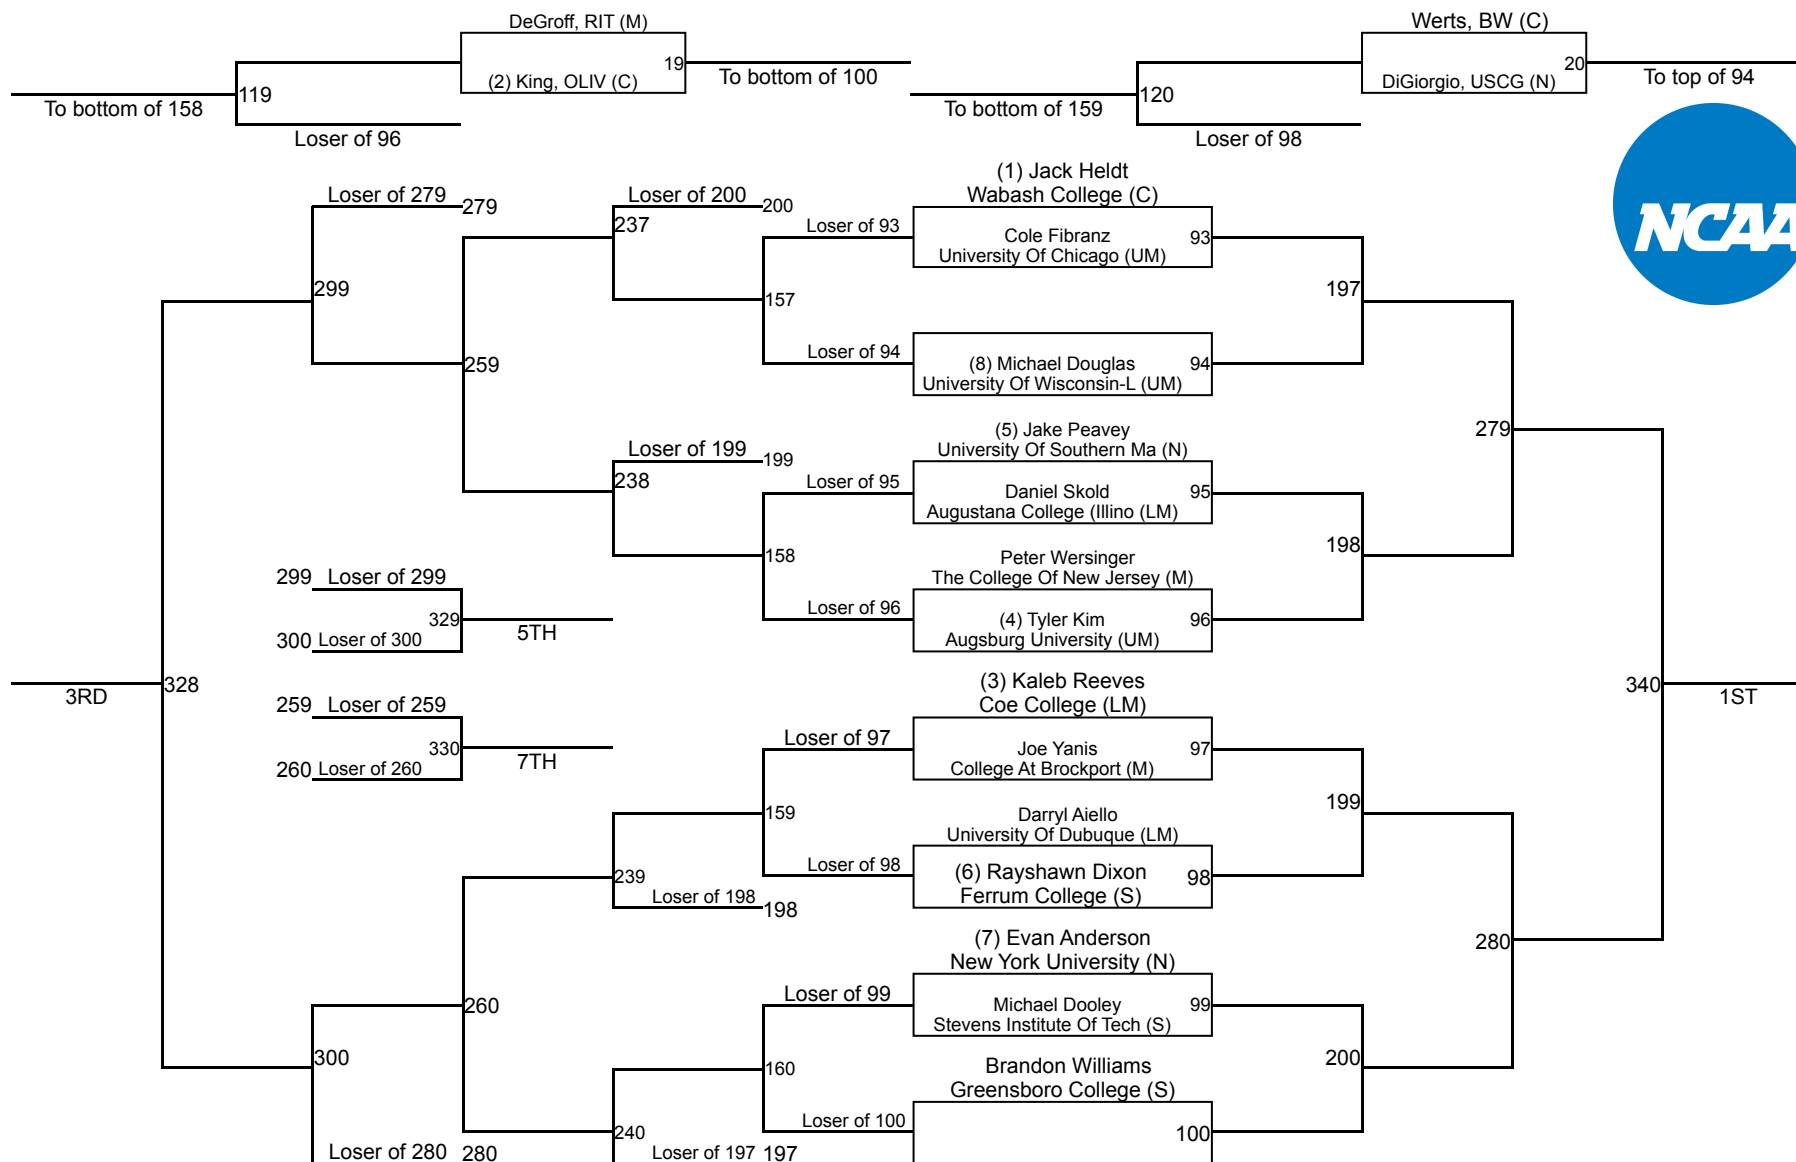 DeGroff, RIT (M)
19
(2) King, OLIV (C)
To bottom of 100
119
To bottom of 158
Loser of 96
Werts, BW (C)
20
DiGiorgio, USCG (N)
To top of 94
120
To bottom of 159
Loser of 98
NCAA
(1) Jack Heldt
Wabash College (C)
Loser of 279
279
Loser of 200
200
237
Loser of 93
Cole Fibranz
University Of Chicago (UM)
93
299
157
197
Loser of 94
(8) Michael Douglas
University Of Wisconsin-L (UM)
94
259
(5) Jake Peavey
University Of Southern Ma (N)
279
Loser of 199
199
238
Loser of 95
Daniel Skold
Augustana College (Illino (LM)
95
158
198
Peter Wersinger
The College Of New Jersey (M)
299
Loser of 299
329
5TH
300
Loser of 300
Loser of 96
(4) Tyler Kim
Augsburg University (UM)
96
3RD
328
(3) Kaleb Reeves
Coe College (LM)
340
1ST
259
Loser of 259
330
7TH
260
Loser of 260
Loser of 97
Joe Yanis
College At Brockport (M)
97
159
199
Darryl Aiello
University Of Dubuque (LM)
239
Loser of 98
(6) Rayshawn Dixon
Ferrum College (S)
98
Loser of 198
198
(7) Evan Anderson
New York University (N)
280
260
Loser of 99
Michael Dooley
Stevens Institute Of Tech (S)
99
300
160
200
Brandon Williams
Greensboro College (S)
240
Loser of 100
100
Loser of 280
280
Loser of 197
197